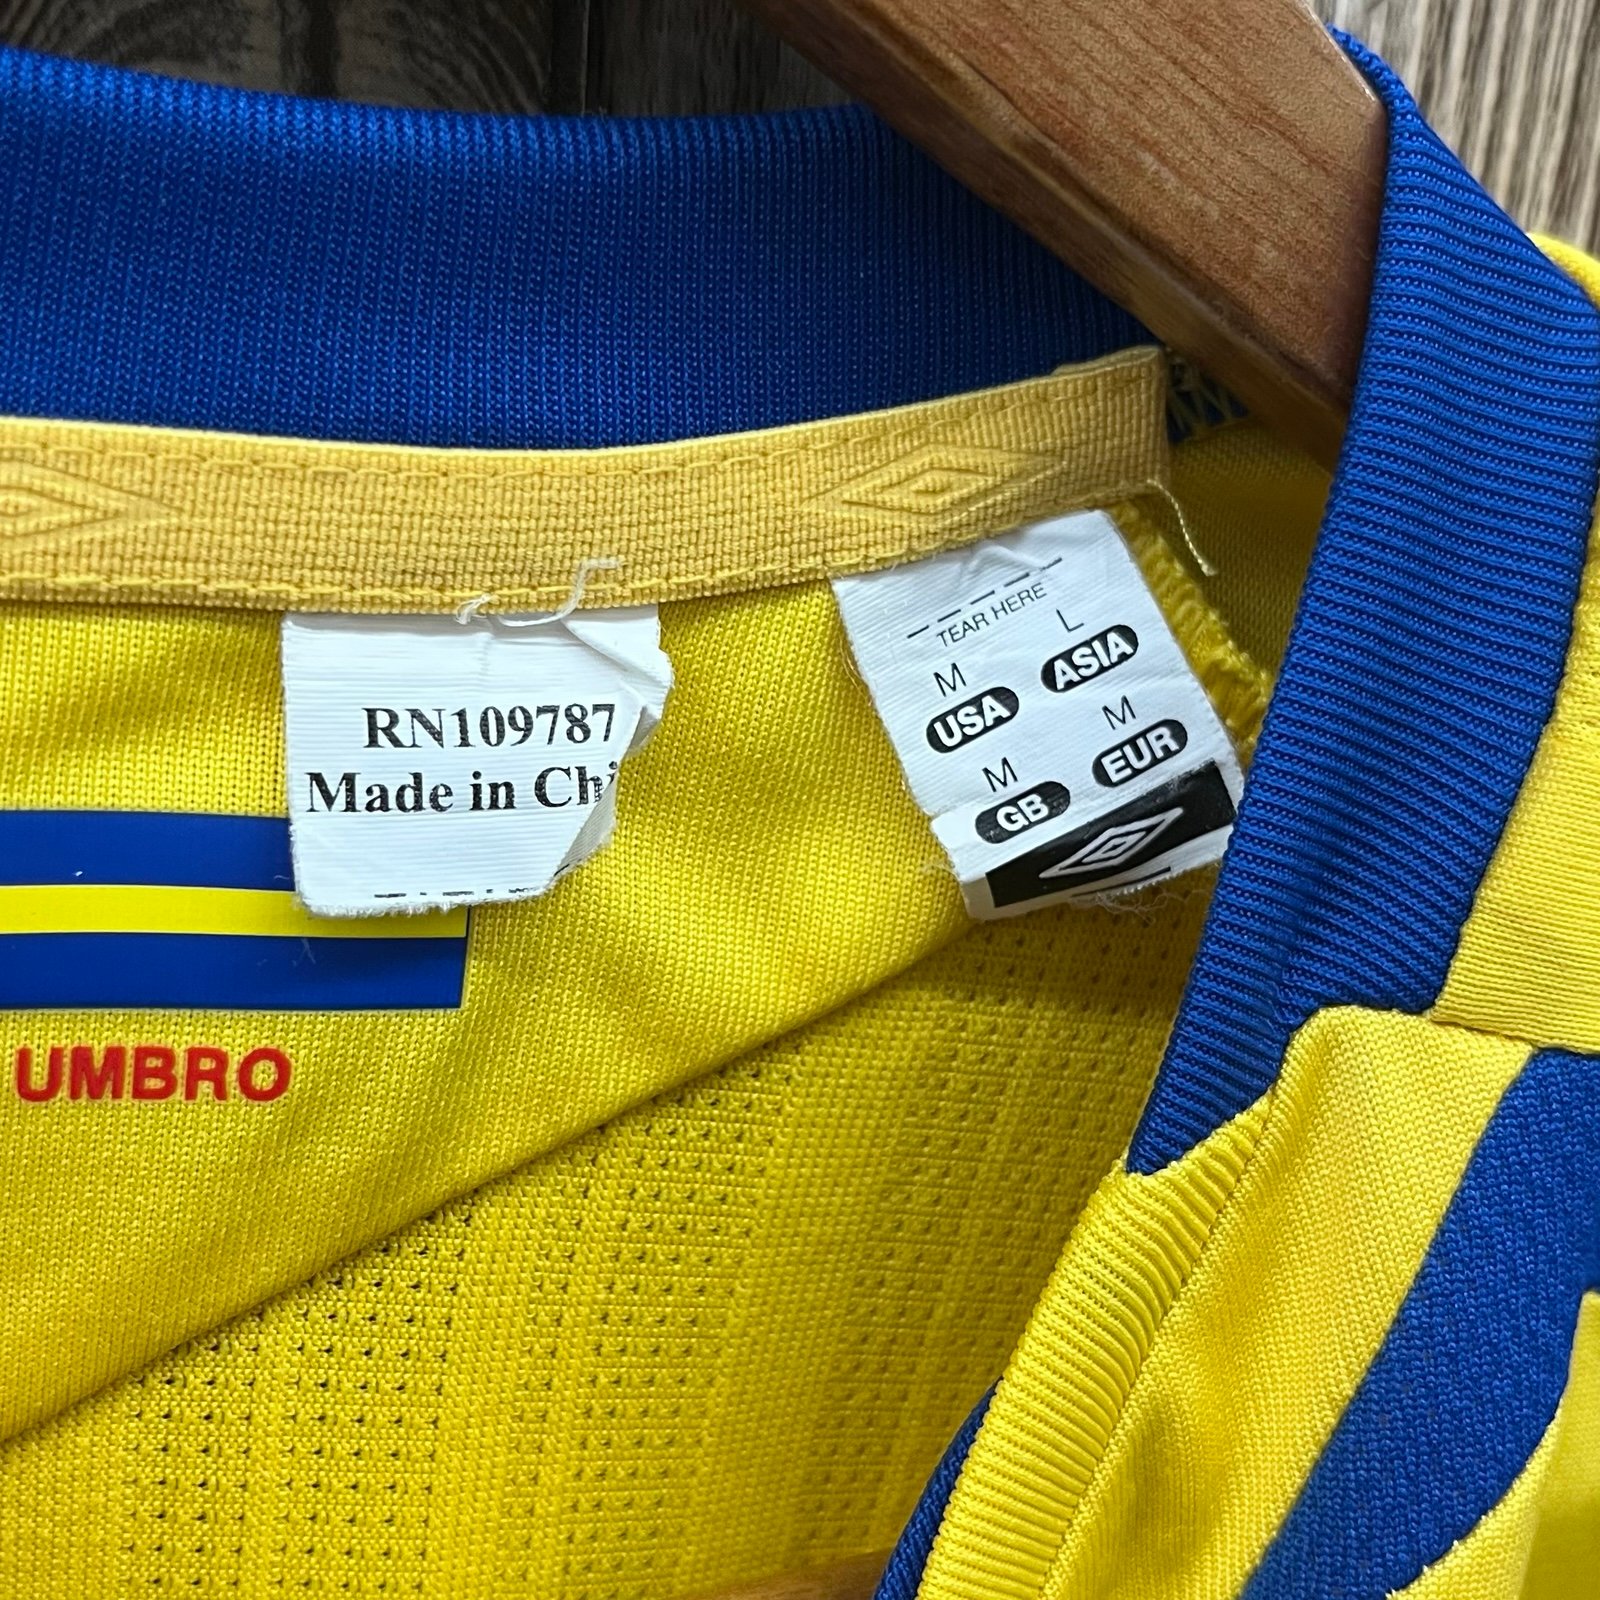 RN109787
Made in Chi
UMBRO
TEAR HERE
M
USA
L
ASIA
M
GB
M
EUR